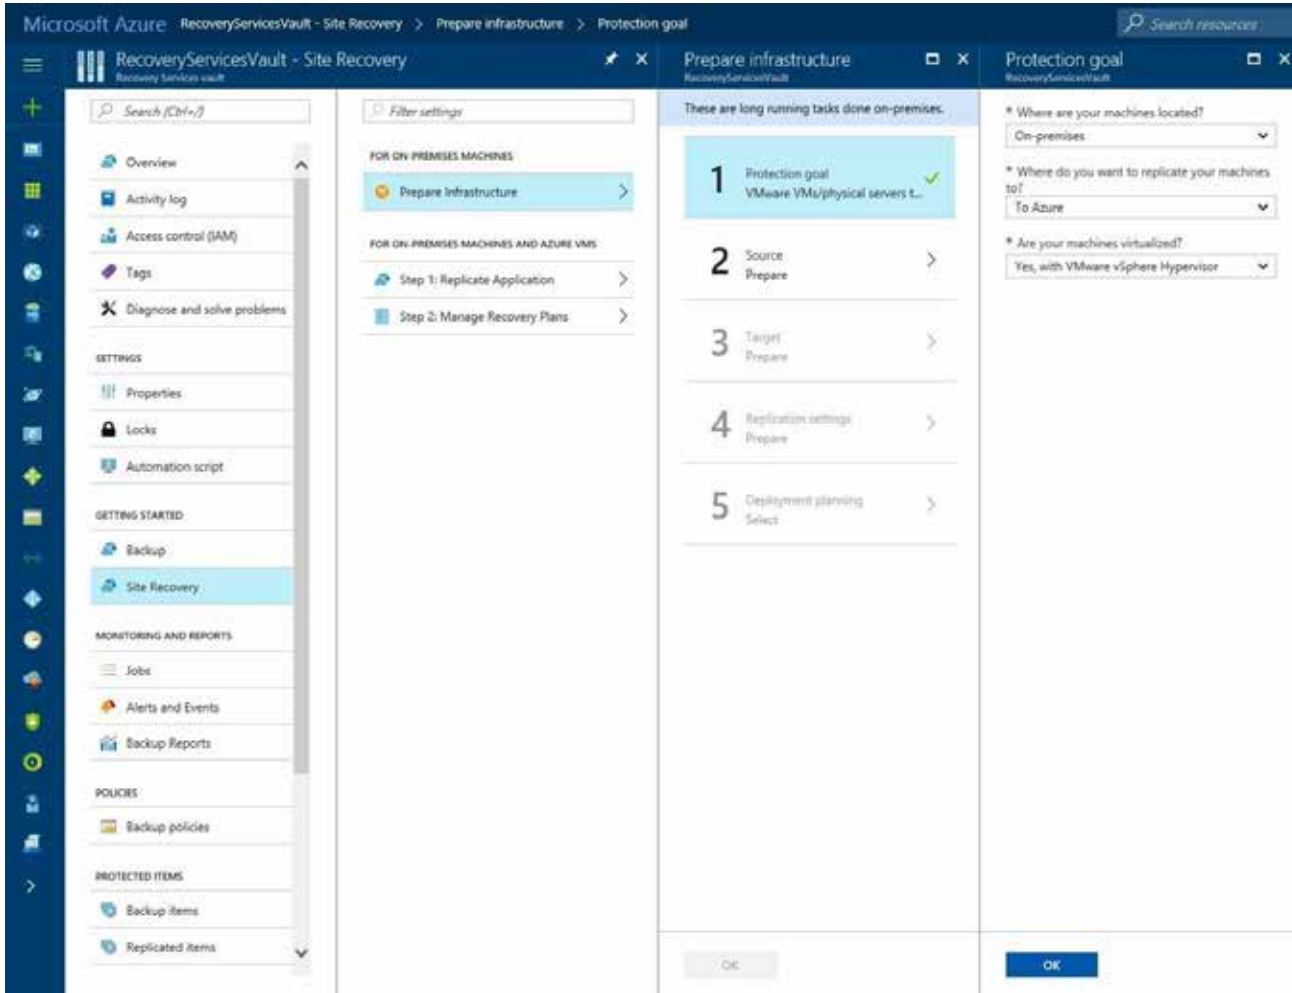 Microsoft Azure RecoveryServicesVault - Site Recovery > Prepare infrastructure > Protection goal
Search resources
RecoveryServicesVault - Site Recovery
Recovery Services vault
Search (Ctrl+/)
Overview
Activity log
Access control (IAM)
Tags
Diagnose and solve problems
SETTINGS
Properties
Locks
Automation script
GETTING STARTED
Backup
Site Recovery
MONITORING AND REPORTS
Jobs
Alerts and Events
Backup Reports
POLICIES
Backup policies
PROTECTED ITEMS
Backup items
Replicated items
Filter settings
FOR ON-PREMISES MACHINES
Prepare Infrastructure
FOR ON-PREMISES MACHINES AND AZURE VMS
Step 1: Replicate Application
Step 2: Manage Recovery Plans
Prepare infrastructure
RecoveryServicesVault
These are long running tasks done on-premises.
1 Protection goal
VMware VMs/physical servers t...
2 Source
Prepare
3 Target
Prepare
4 Replication settings
Prepare
5 Deployment planning
Select
OK
Protection goal
RecoveryServicesVault
* Where are your machines located?
On-premises
* Where do you want to replicate your machines
to?
To Azure
* Are your machines virtualized?
Yes, with VMware vSphere Hypervisor
OK